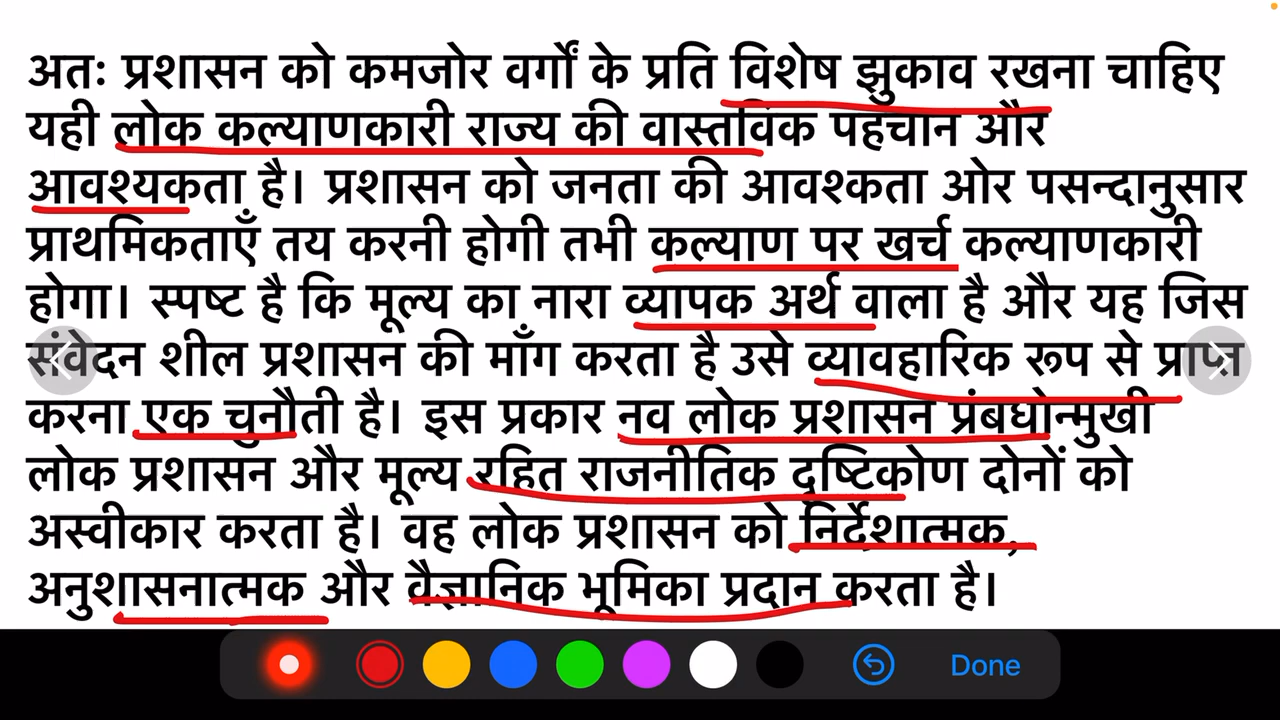 अतः प्रशासन को कमजोर वर्गों के प्रति विशेष झुकाव रखना चाहिए
यही लोक कल्याणकारी राज्य की वास्तविक पहचान और
आवश्यकता है। प्रशासन को जनता की आवश्कता ओर पसन्दानुसार
प्राथमिकताएँ तय करनी होगी तभी कल्याण पर खर्च कल्याणकारी
होगा। स्पष्ट है कि मूल्य का नारा व्यापक अर्थ वाला है और यह जिस
संवेदन शील प्रशासन की माँग करता है उसे व्यावहारिक रूप से प्राप्त
करना एक चुनौती है। इस प्रकार नव लोक प्रशासन प्रंबधोन्मुखी
लोक प्रशासन और मूल्य रहित राजनीतिक दृष्टिकोण दोनों को
अस्वीकार करता है। वह लोक प्रशासन को निर्देशात्मक,
अनुशासनात्मक और वैज्ञानिक भूमिका प्रदान करता है।
Done